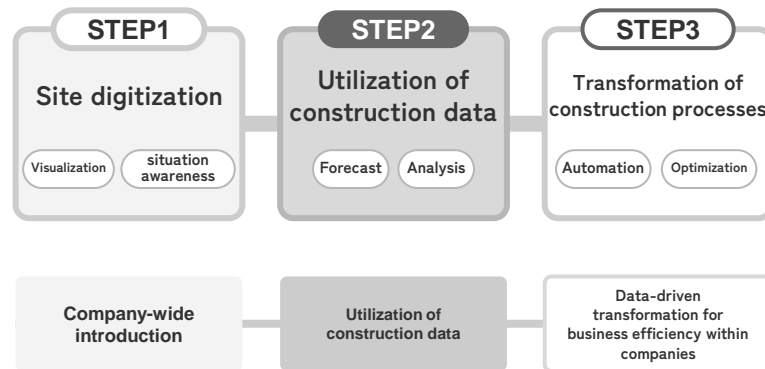 STEP1
Site digitization
Visualization
situation
awareness
STEP2
Utilization of
construction data
Forecast
Analysis
STEP3
Transformation of
construction processes
Automation
Optimization
Company-wide
introduction
Utilization of
construction data
Data-driven
transformation for
business efficiency within
companies